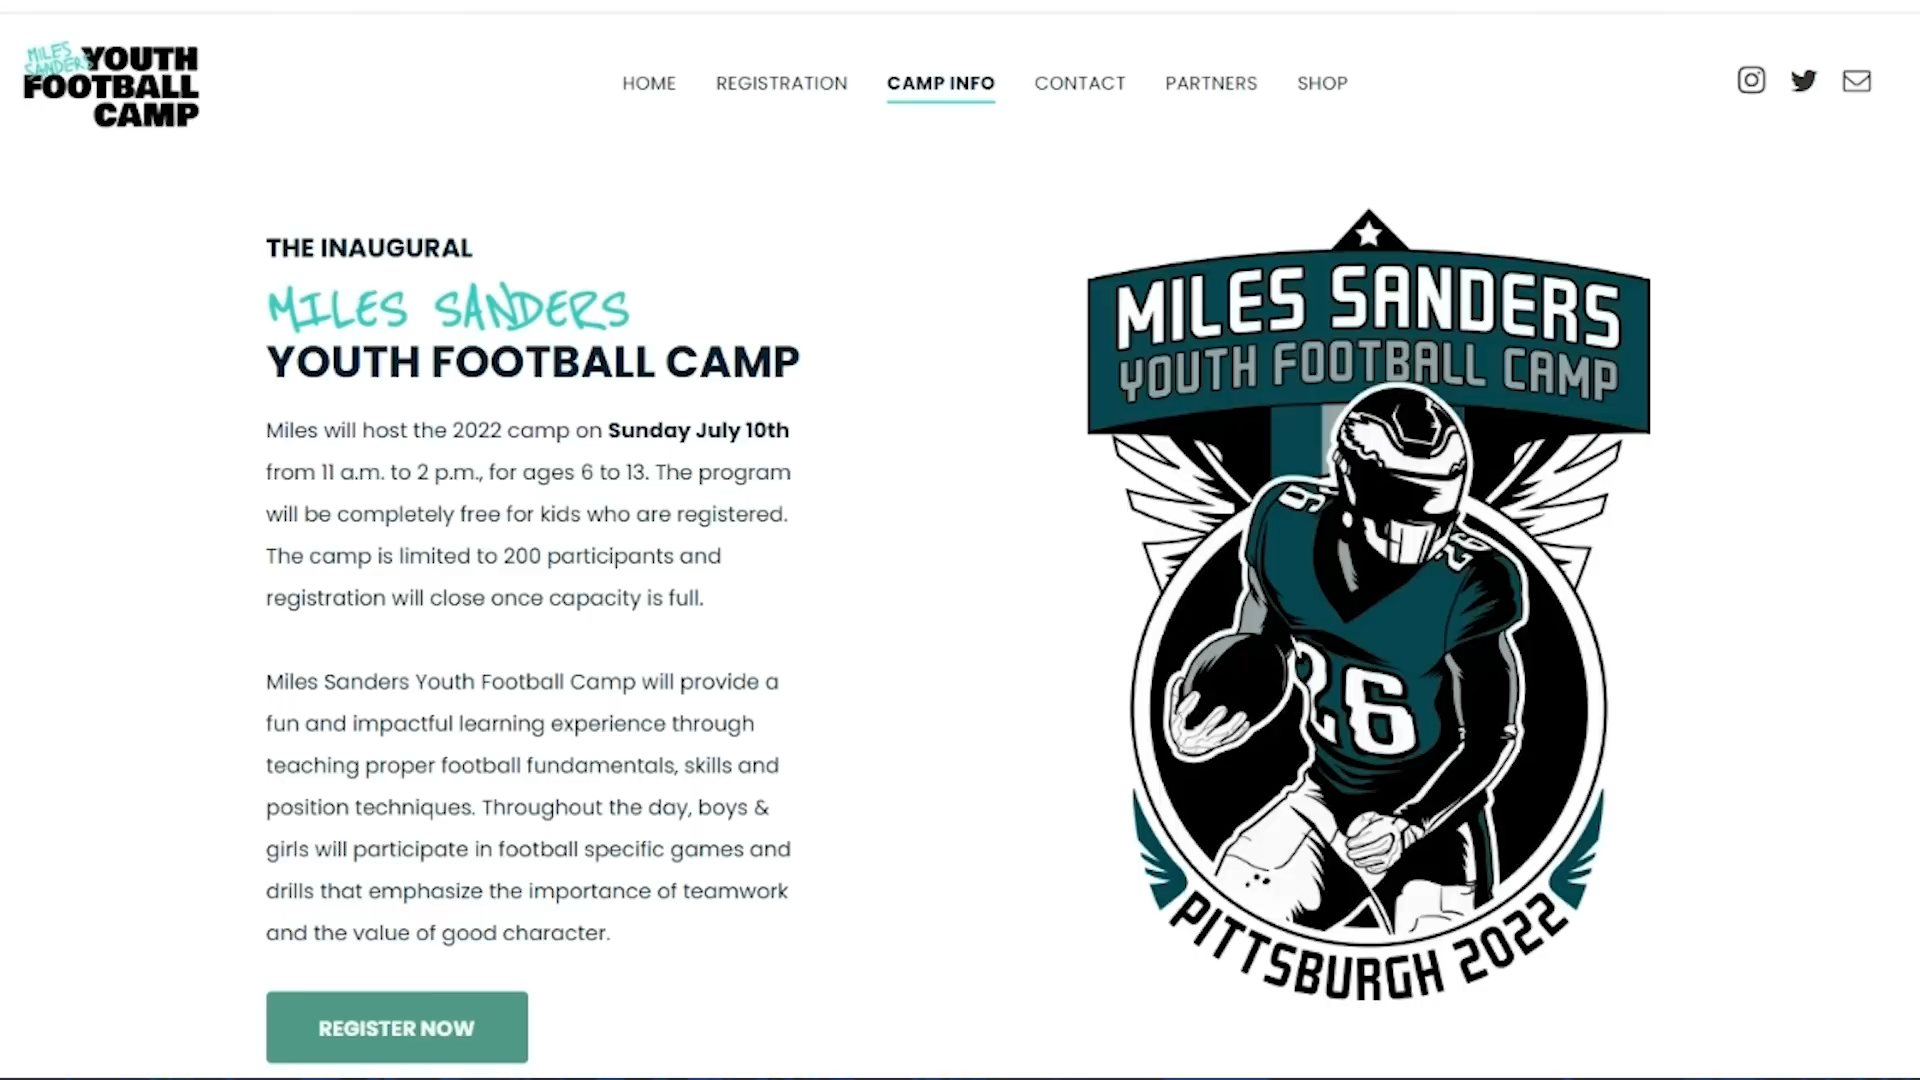 MILES SANDERS YOUTH
FOOTBALL
CAMP
HOME REGISTRATION CAMP INFO CONTACT PARTNERS SHOP
THE INAUGURAL
MILES SANDERS
YOUTH FOOTBALL CAMP
Miles will host the 2022 camp on Sunday July 10th
from 11 a.m. to 2 p.m., for ages 6 to 13. The program
will be completely free for kids who are registered.
The camp is limited to 200 participants and
registration will close once capacity is full.
Miles Sanders Youth Football Camp will provide a
fun and impactful learning experience through
teaching proper football fundamentals, skills and
position techniques. Throughout the day, boys &
girls will participate in football specific games and
drills that emphasize the importance of teamwork
and the value of good character.
REGISTER NOW
MILES SANDERS
YOUTH FOOTBALL CAMP
26
26
PITTSBURGH 2022